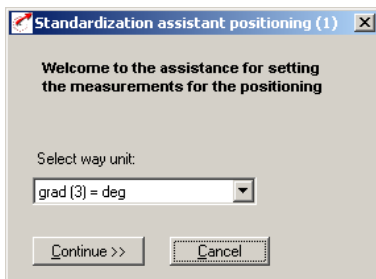 Standardization assistant positioning (1)
Welcome to the assistance for setting
the measurements for the positioning
Select way unit:
grad (3) = deg
Continue >> Cancel